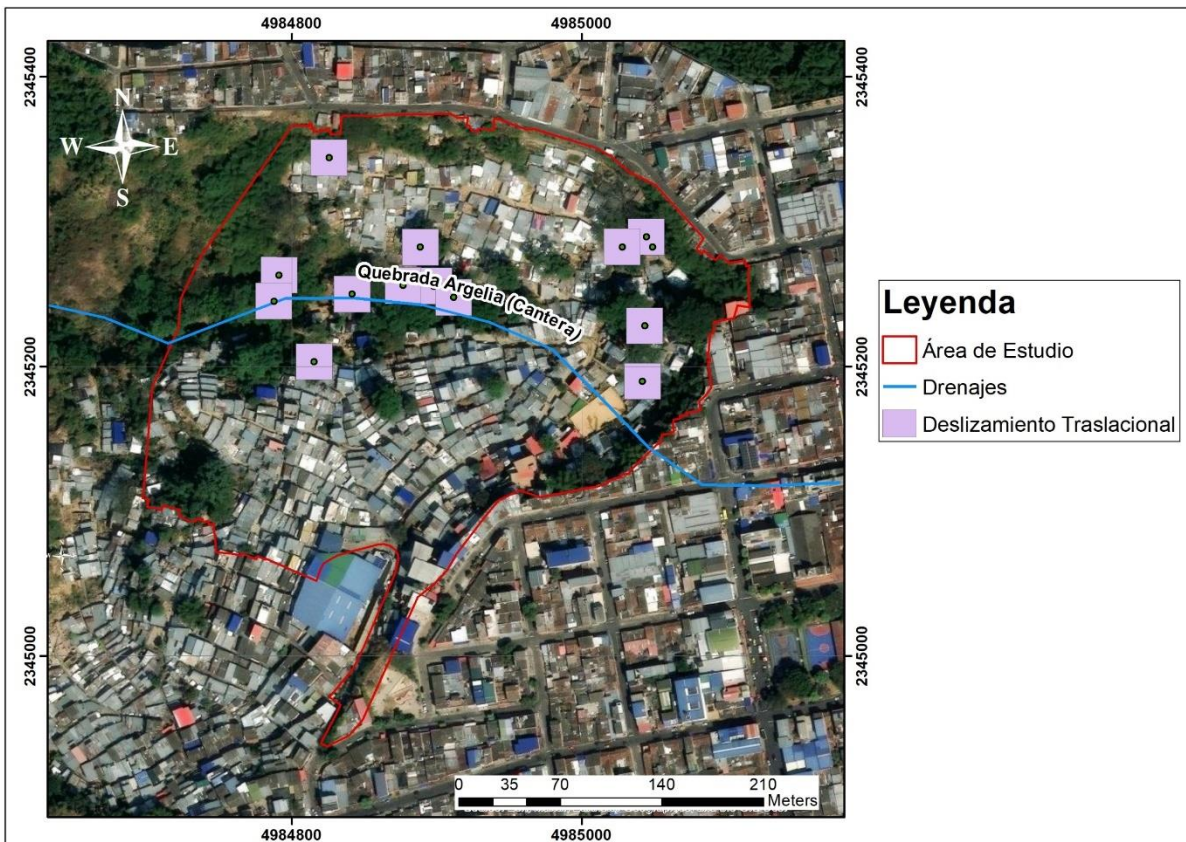 4984800 4985000
2345400 2345400
N
W E
S
Quebrada Argelia (Cantera)
2345200 2345200
2345000 2345000
0 35 70 140 210
Meters
4984800 4985000
Leyenda
Área de Estudio
Drenajes
Deslizamiento Traslacional